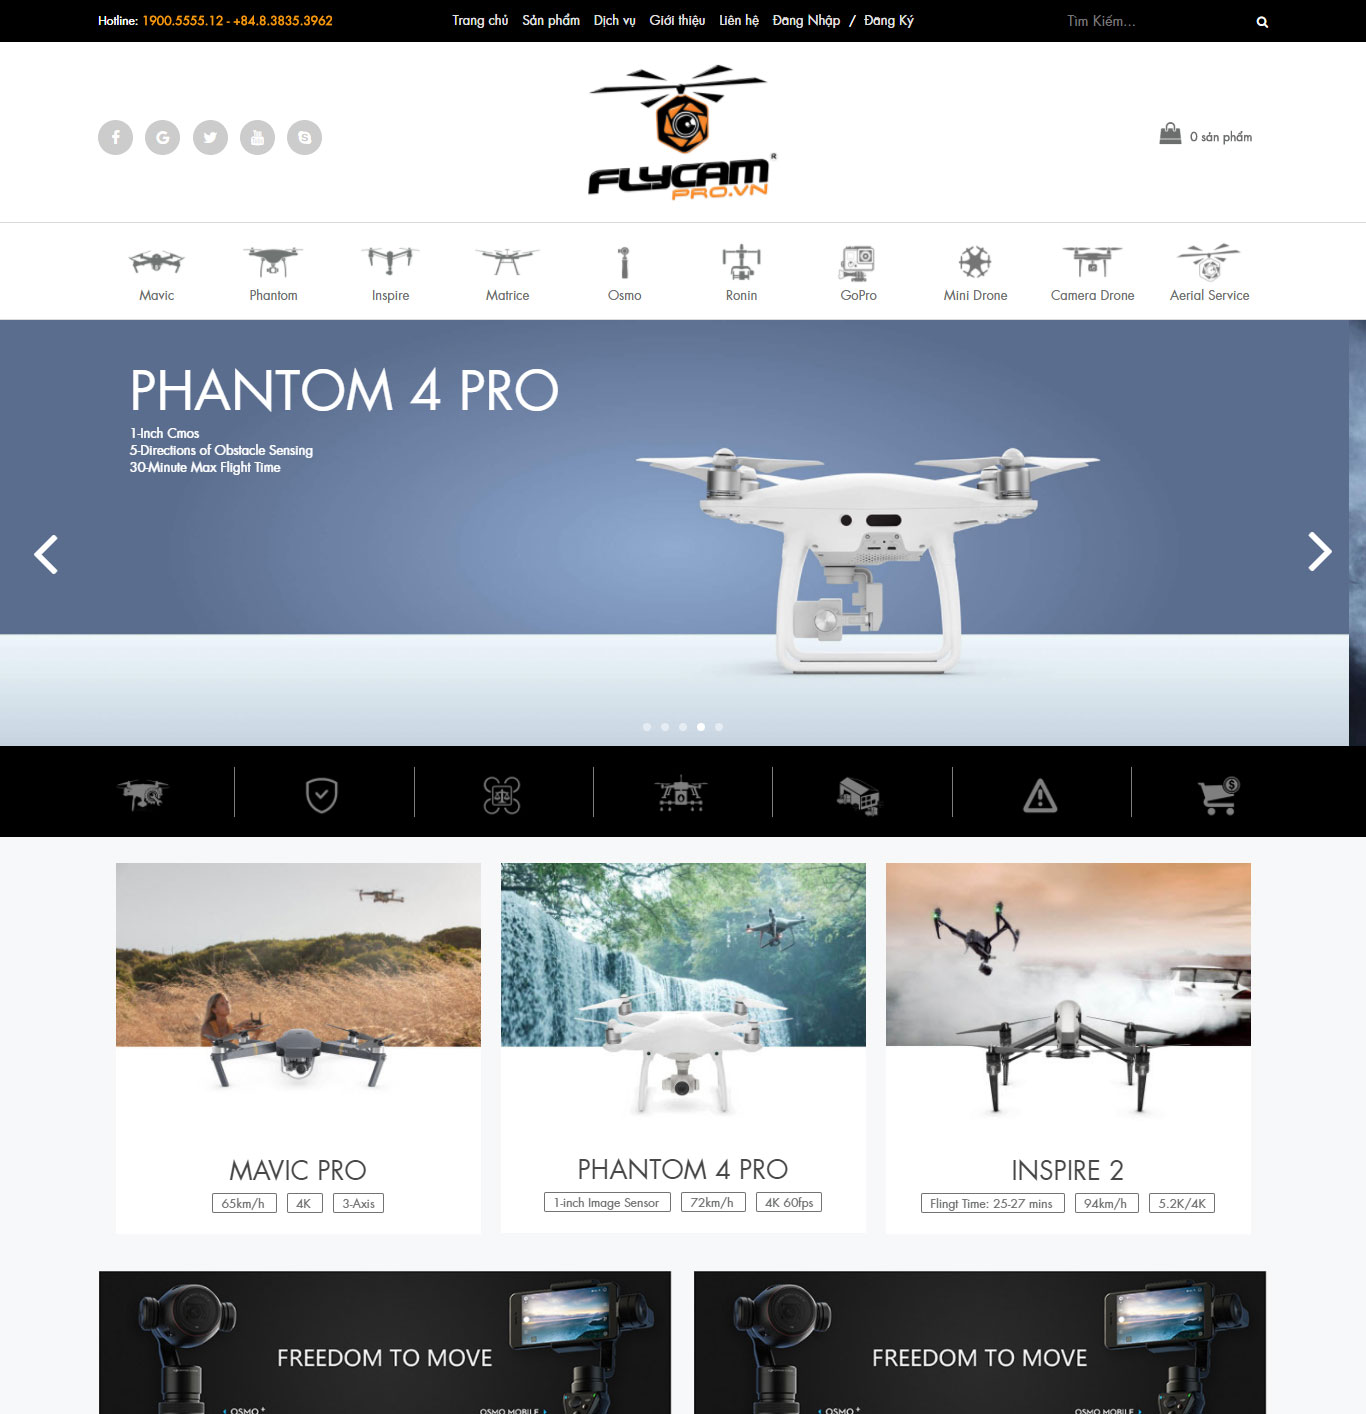 Hotline: 1900.5555.12 - +84.8.3835.3962
Trang chủ Sản phẩm Dịch vụ Giới thiệu Liên hệ Đăng Nhập / Đăng Ký
Tìm Kiếm...
FLYCAM
PRO.VN
®
0 sản phẩm
Mavic Phantom Inspire Matrice Osmo Ronin GoPro Mini Drone Camera Drone Aerial Service
PHANTOM 4 PRO
1-Inch Cmos
5-Directions of Obstacle Sensing
30-Minute Max Flight Time
MAVIC PRO
65km/h 4K 3-Axis
PHANTOM 4 PRO
1-inch Image Sensor 72km/h 4K 60fps
INSPIRE 2
Flingt Time: 25-27 mins 94km/h 5.2K/4K
FREEDOM TO MOVE
OSMO + OSMO MOBILE
FREEDOM TO MOVE
OSMO + OSMO MOBILE